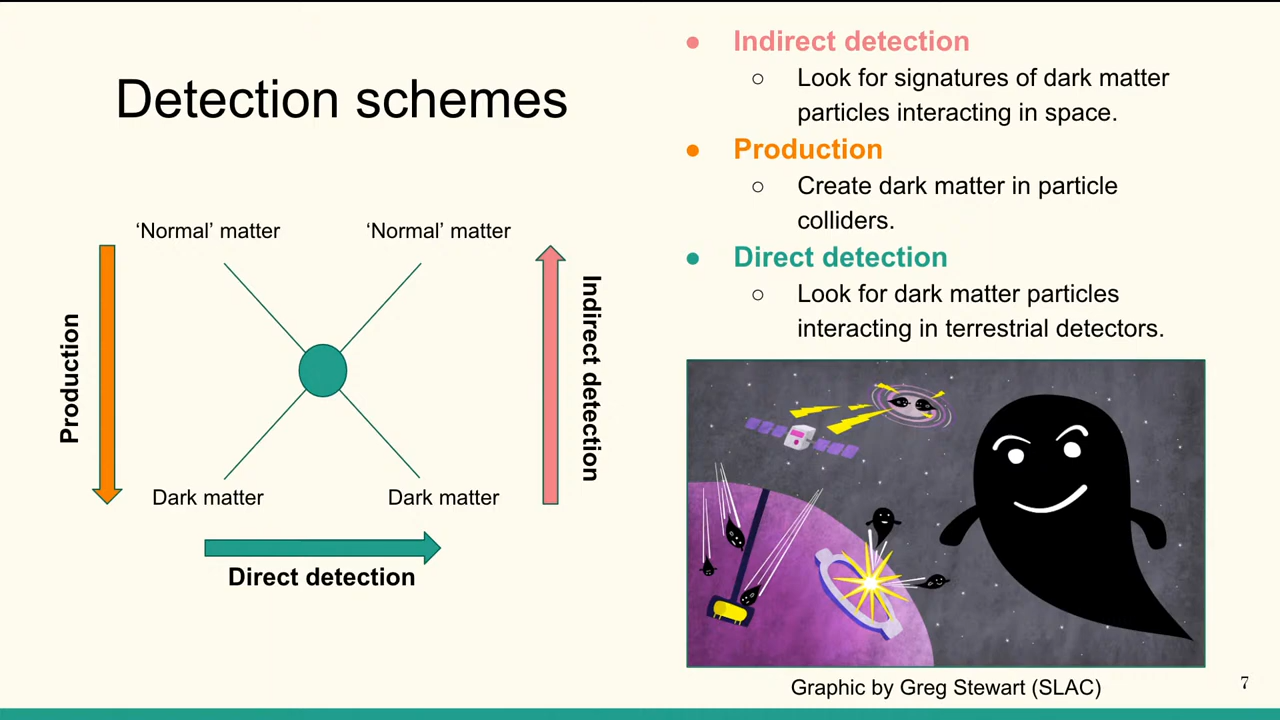 Detection schemes
‘Normal’ matter
‘Normal’ matter
Production
Indirect detection
Dark matter
Dark matter
Direct detection
● Indirect detection
○ Look for signatures of dark matter
particles interacting in space.
● Production
○ Create dark matter in particle
colliders.
● Direct detection
○ Look for dark matter particles
interacting in terrestrial detectors.
Graphic by Greg Stewart (SLAC)
7